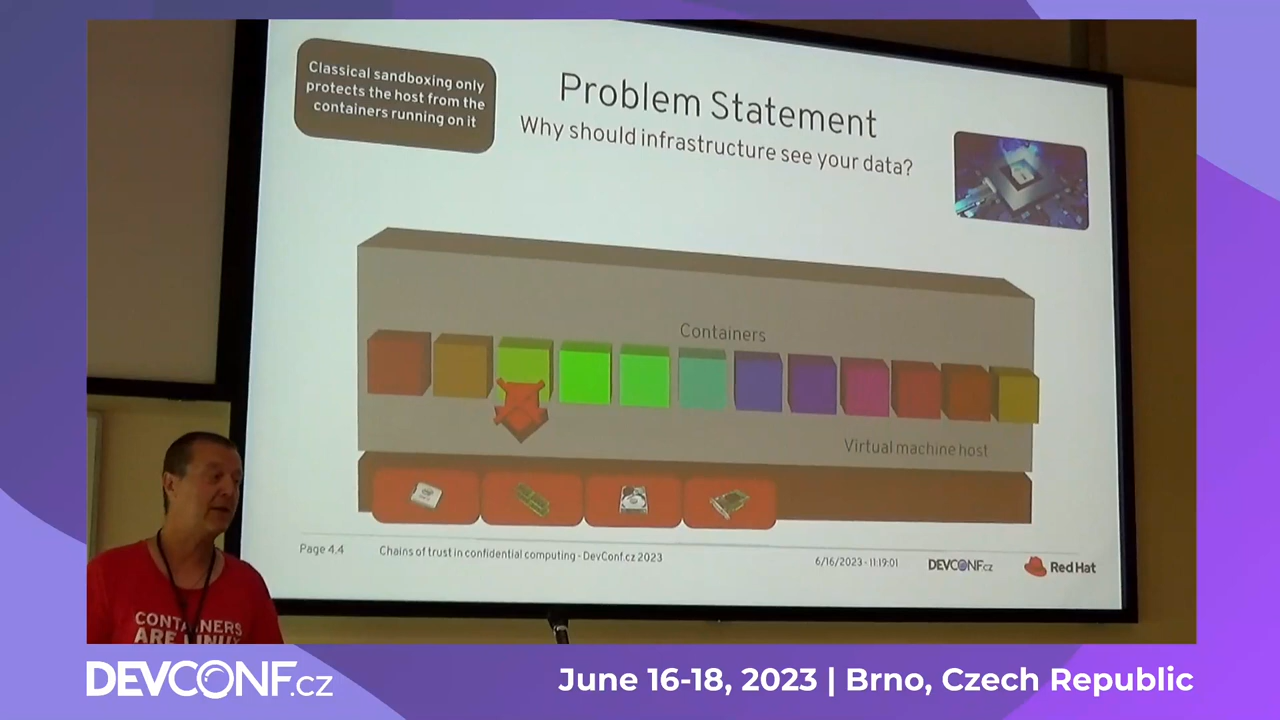 Classical sandboxing only
protects the host from the
containers running on it
Problem Statement
Why should infrastructure see your data?
Containers
Virtual machine host
Page 4.4
Chains of trust in confidential computing - DevConf.cz 2023
6/16/2023 - 11:19:01
DEVCONF.cz
Red Hat
CONTAINERS
ARE LINUX
DEVCONF.cz
June 16-18, 2023 | Brno, Czech Republic